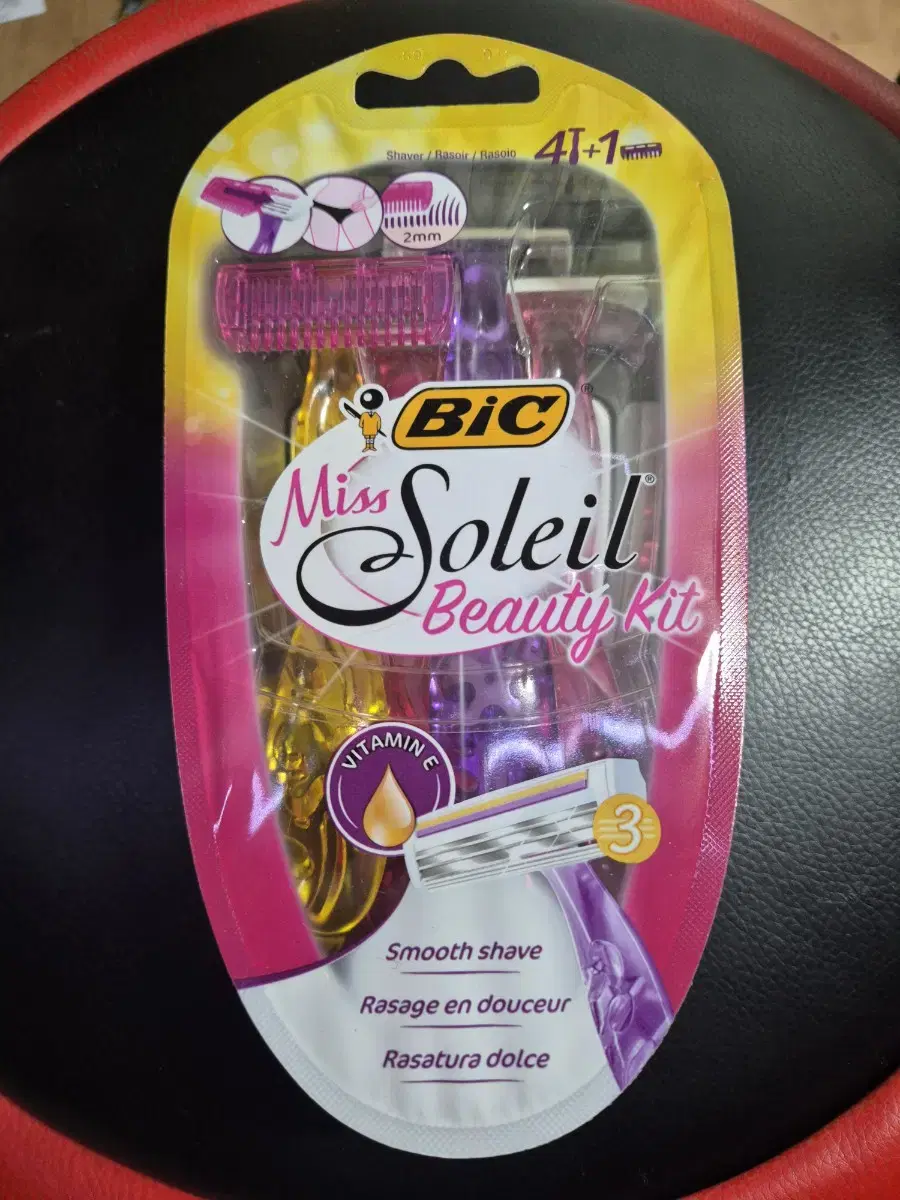 Shaver / Rasoir / Rasoio 4+1
2mm
BiC®
Miss
Soleil®
Beauty Kit
VITAMIN E
3
Smooth shave
Rasage en douceur
Rasatura dolce